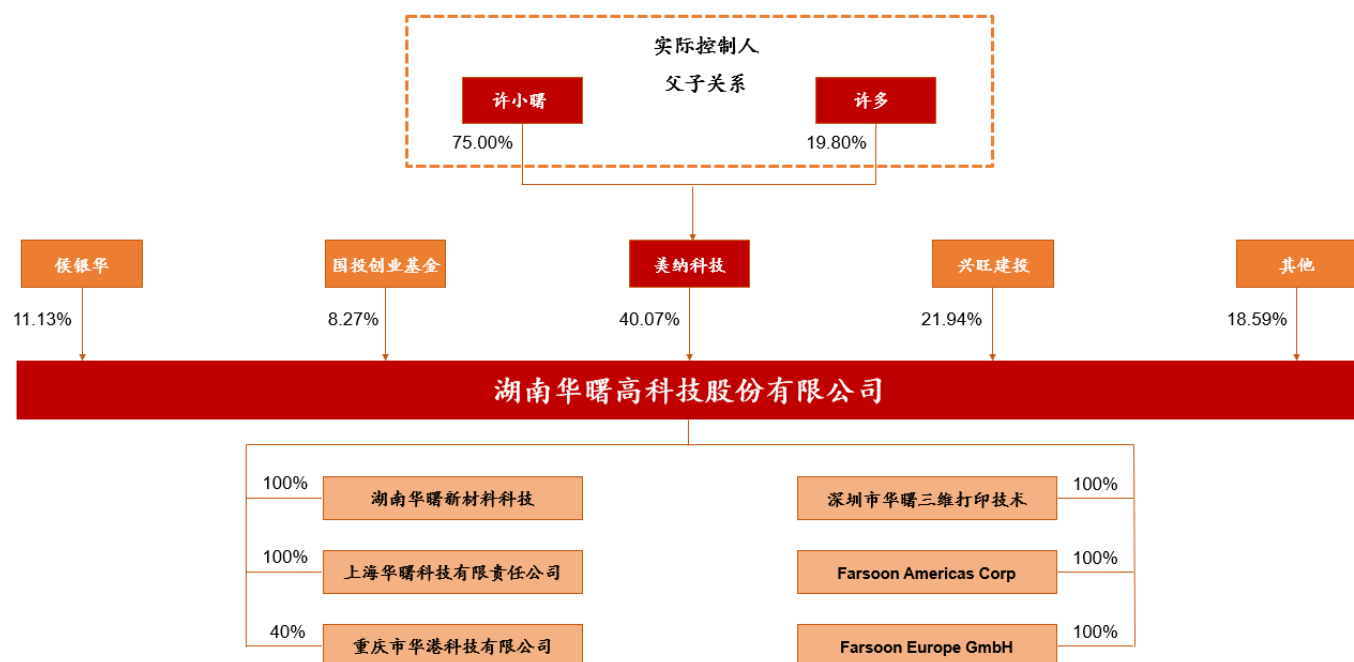 实际控制人
父子关系
许小曙
许多
75.00%
19.80%
侯银华
国投创业基金
美纳科技
兴旺建投
其他
11.13%
8.27%
40.07%
21.94%
18.59%
湖南华曙高科技股份有限公司
100%
湖南华曙新材料科技
深圳市华曙三维打印技术
100%
100%
上海华曙科技有限责任公司
Farsoon Americas Corp
100%
40%
重庆市华港科技有限公司
Farsoon Europe GmbH
100%